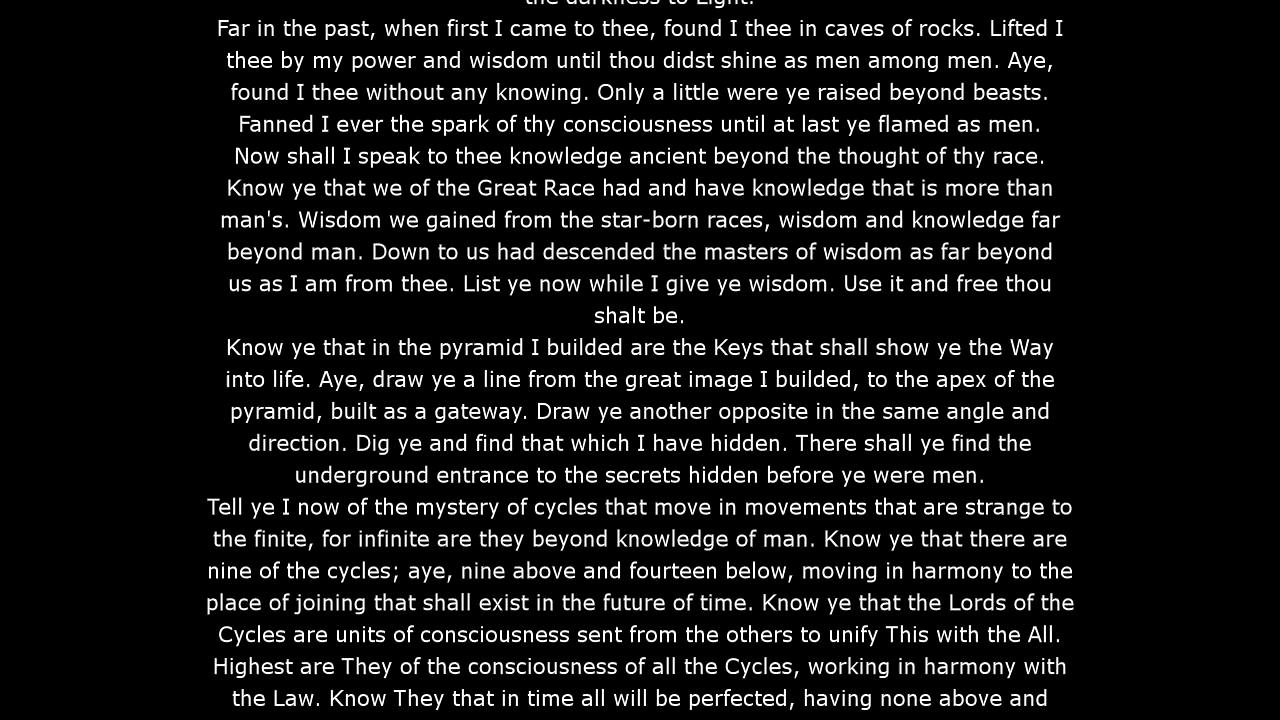 the darkness to Light.
Far in the past, when first I came to thee, found I thee in caves of rocks. Lifted I
thee by my power and wisdom until thou didst shine as men among men. Aye,
found I thee without any knowing. Only a little were ye raised beyond beasts.
Fanned I ever the spark of thy consciousness until at last ye flamed as men.
Now shall I speak to thee knowledge ancient beyond the thought of thy race.
Know ye that we of the Great Race had and have knowledge that is more than
man's. Wisdom we gained from the star-born races, wisdom and knowledge far
beyond man. Down to us had descended the masters of wisdom as far beyond
us as I am from thee. List ye now while I give ye wisdom. Use it and free thou
shalt be.
Know ye that in the pyramid I builded are the Keys that shall show ye the Way
into life. Aye, draw ye a line from the great image I builded, to the apex of the
pyramid, built as a gateway. Draw ye another opposite in the same angle and
direction. Dig ye and find that which I have hidden. There shall ye find the
underground entrance to the secrets hidden before ye were men.
Tell ye I now of the mystery of cycles that move in movements that are strange to
the finite, for infinite are they beyond knowledge of man. Know ye that there are
nine of the cycles; aye, nine above and fourteen below, moving in harmony to the
place of joining that shall exist in the future of time. Know ye that the Lords of the
Cycles are units of consciousness sent from the others to unify This with the All.
Highest are They of the consciousness of all the Cycles, working in harmony with
the Law. Know They that in time all will be perfected, having none above and